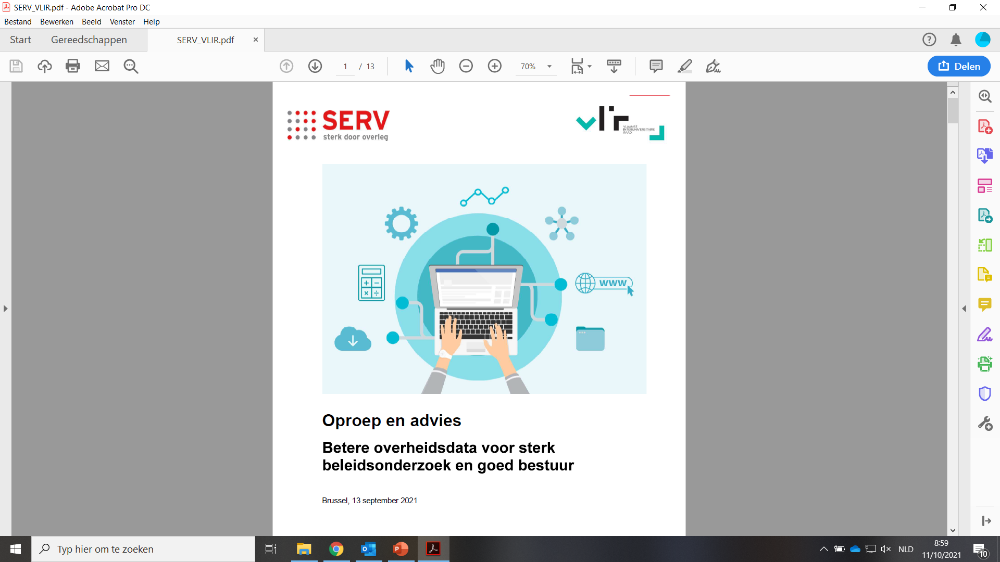 SERV_VLIR.pdf - Adobe Acrobat Pro DC
Bestand Bewerken Beeld Venster Help
Start Gereedschappen SERV_VLIR.pdf ×
1 / 13 70% Delen
SERV
sterk door overleg
vlir
VLAAMSE
INTERUNIVERSITAIRE
RAAD
www
Oproep en advies
Betere overheidsdata voor sterk
beleidsonderzoek en goed bestuur
Brussel, 13 september 2021
Typ hier om te zoeken
NLD
8:59
11/10/2021
10